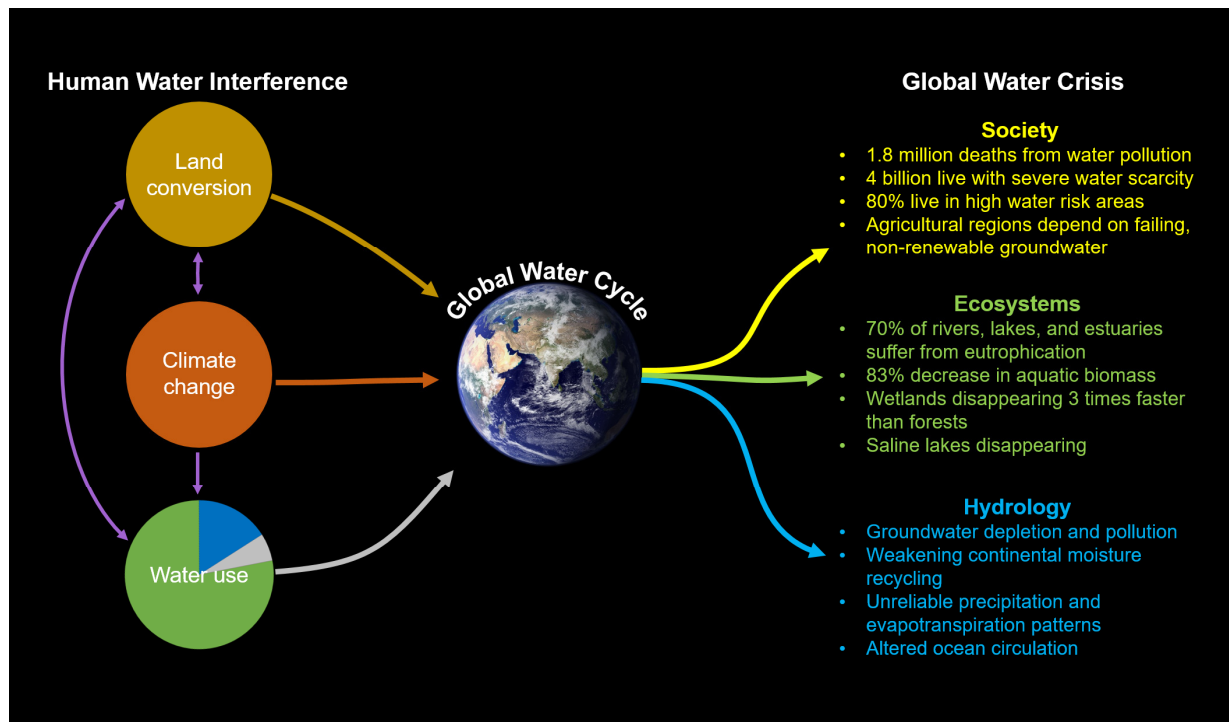 Human Water Interference
Land
conversion
Climate
change
Water use
Global Water Cycle
Global Water Crisis
Society
• 1.8 million deaths from water pollution
• 4 billion live with severe water scarcity
• 80% live in high water risk areas
• Agricultural regions depend on failing,
non-renewable groundwater
Ecosystems
• 70% of rivers, lakes, and estuaries
suffer from eutrophication
• 83% decrease in aquatic biomass
• Wetlands disappearing 3 times faster
than forests
• Saline lakes disappearing
Hydrology
• Groundwater depletion and pollution
• Weakening continental moisture
recycling
• Unreliable precipitation and
evapotranspiration patterns
• Altered ocean circulation